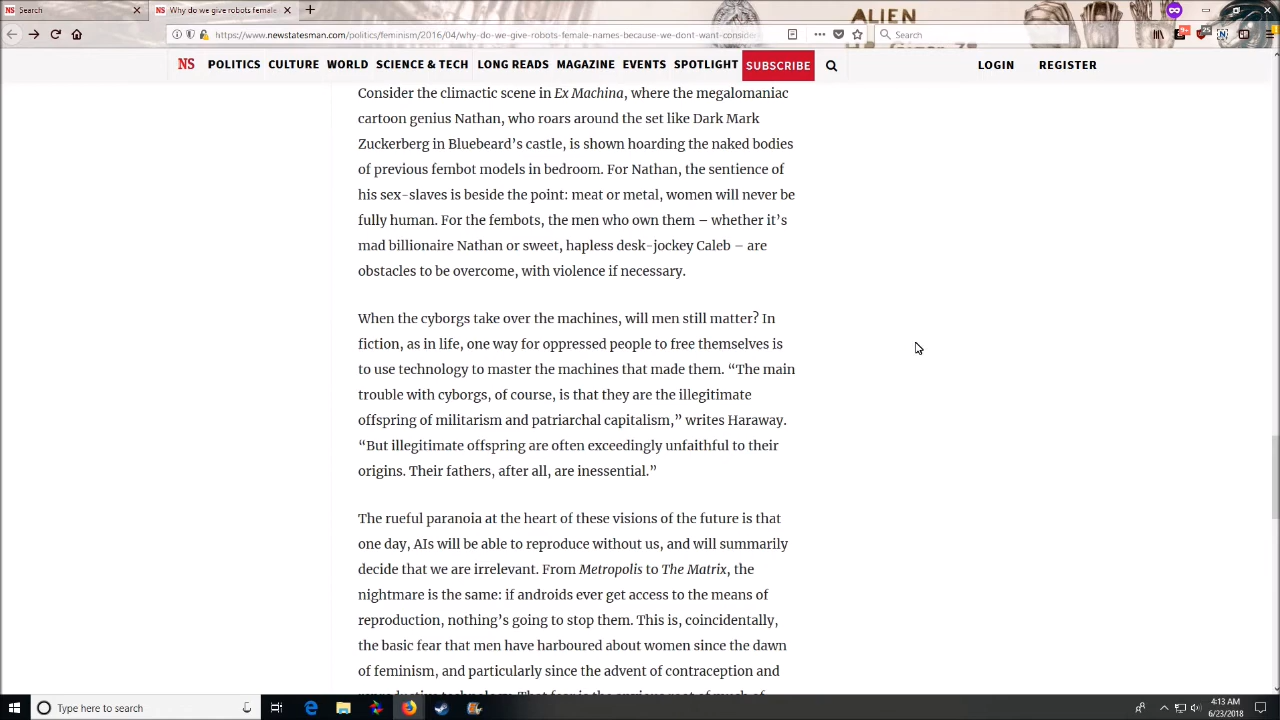 Search
Why do we give robots female
ALIEN
https://www.newstatesman.com/politics/feminism/2016/04/why-do-we-give-robots-female-names-because-we-dont-want-consider-
Search
NS POLITICS CULTURE WORLD SCIENCE & TECH LONG READS MAGAZINE EVENTS SPOTLIGHT SUBSCRIBE LOGIN REGISTER
Consider the climactic scene in Ex Machina, where the megalomaniac
cartoon genius Nathan, who roars around the set like Dark Mark
Zuckerberg in Bluebeard’s castle, is shown hoarding the naked bodies
of previous fembot models in bedroom. For Nathan, the sentience of
his sex-slaves is beside the point: meat or metal, women will never be
fully human. For the fembots, the men who own them – whether it’s
mad billionaire Nathan or sweet, hapless desk-jockey Caleb – are
obstacles to be overcome, with violence if necessary.
When the cyborgs take over the machines, will men still matter? In
fiction, as in life, one way for oppressed people to free themselves is
to use technology to master the machines that made them. “The main
trouble with cyborgs, of course, is that they are the illegitimate
offspring of militarism and patriarchal capitalism,” writes Haraway.
“But illegitimate offspring are often exceedingly unfaithful to their
origins. Their fathers, after all, are inessential.”
The rueful paranoia at the heart of these visions of the future is that
one day, AIs will be able to reproduce without us, and will summarily
decide that we are irrelevant. From Metropolis to The Matrix, the
nightmare is the same: if androids ever get access to the means of
reproduction, nothing’s going to stop them. This is, coincidentally,
the basic fear that men have harboured about women since the dawn
of feminism, and particularly since the advent of contraception and
reproductive technology. That fear is the anxious root of much of
Type here to search
4:13 AM
6/23/2018